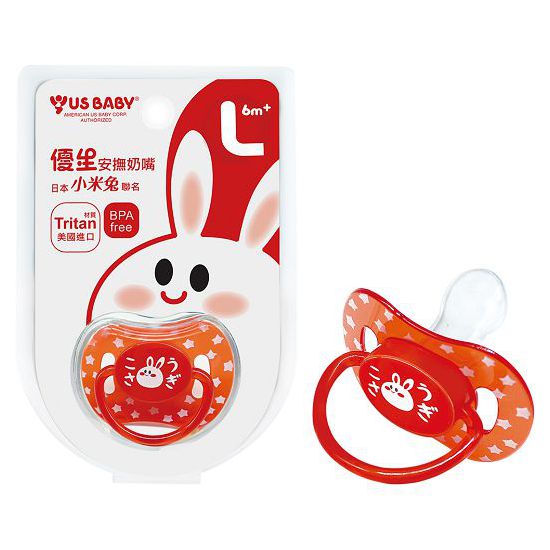 US BABY®
AMERICAN US BABY CORP.
AUTHORIZED
L 6m+
優生安撫奶嘴
日本小米兔聯名
Tritan 材質
美國進口
BPA
free
こ う
さ ぎ
こ う
さ ぎ